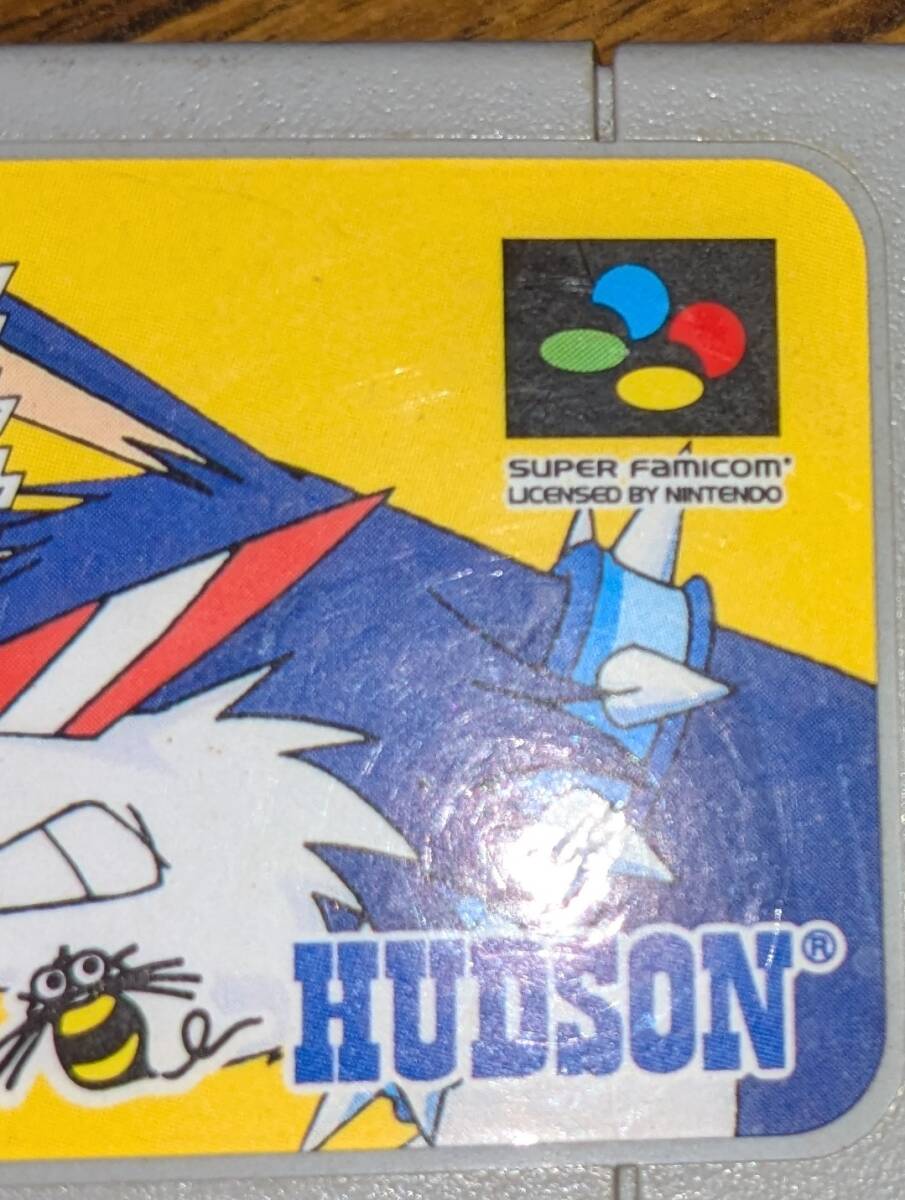 SUPER FAMICOM
LICENSED BY NINTENDO
HUDSON®